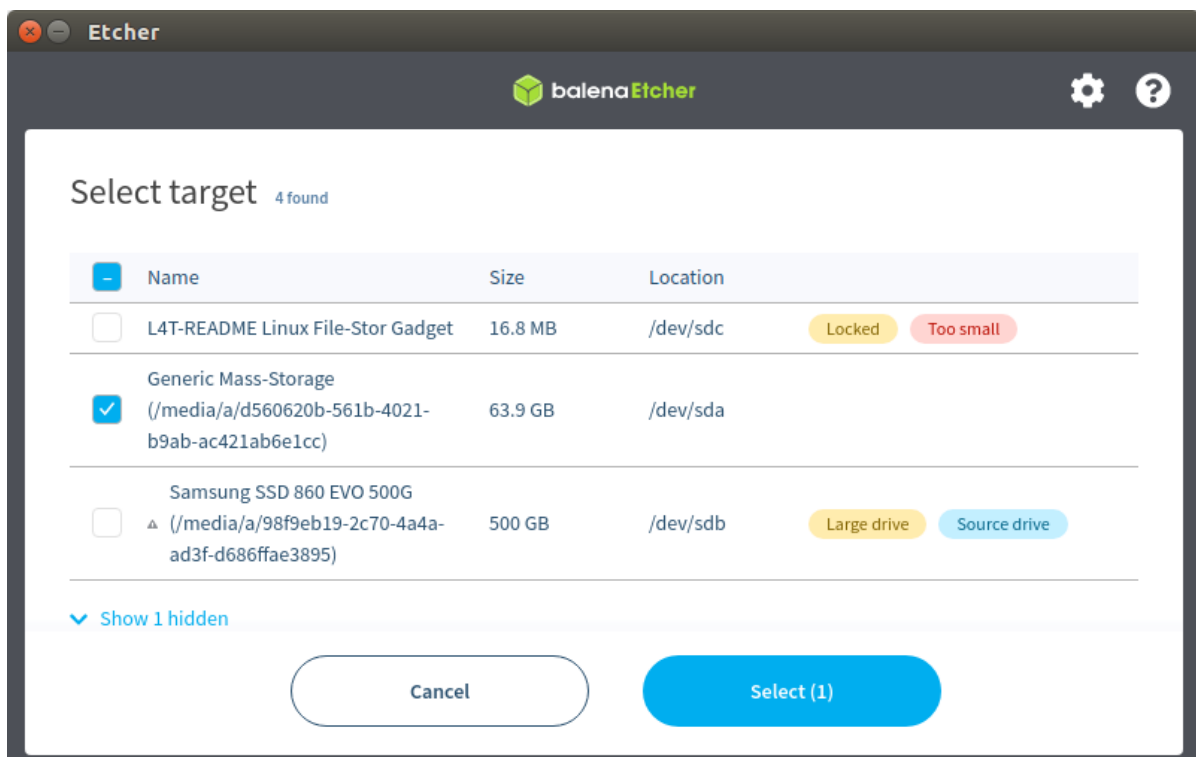 Etcher
balenaEtcher
Select target 4 found
Name Size Location
L4T-README Linux File-Stor Gadget 16.8 MB /dev/sdc Locked Too small
Generic Mass-Storage
(/media/a/d560620b-561b-4021- 63.9 GB /dev/sda
b9ab-ac421ab6e1cc)
Samsung SSD 860 EVO 500G
(/media/a/98f9eb19-2c70-4a4a- 500 GB /dev/sdb Large drive Source drive
ad3f-d686ffae3895)
Show 1 hidden
Cancel Select (1)